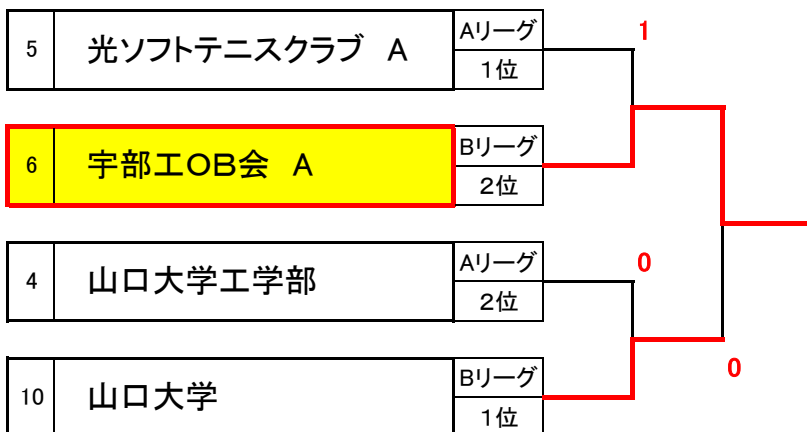 5 光ソフトテニスクラブ A Aリーグ 1位 1
6 宇部工OB会 A Bリーグ 2位
4 山口大学工学部 Aリーグ 2位 0
10 山口大学 Bリーグ 1位 0